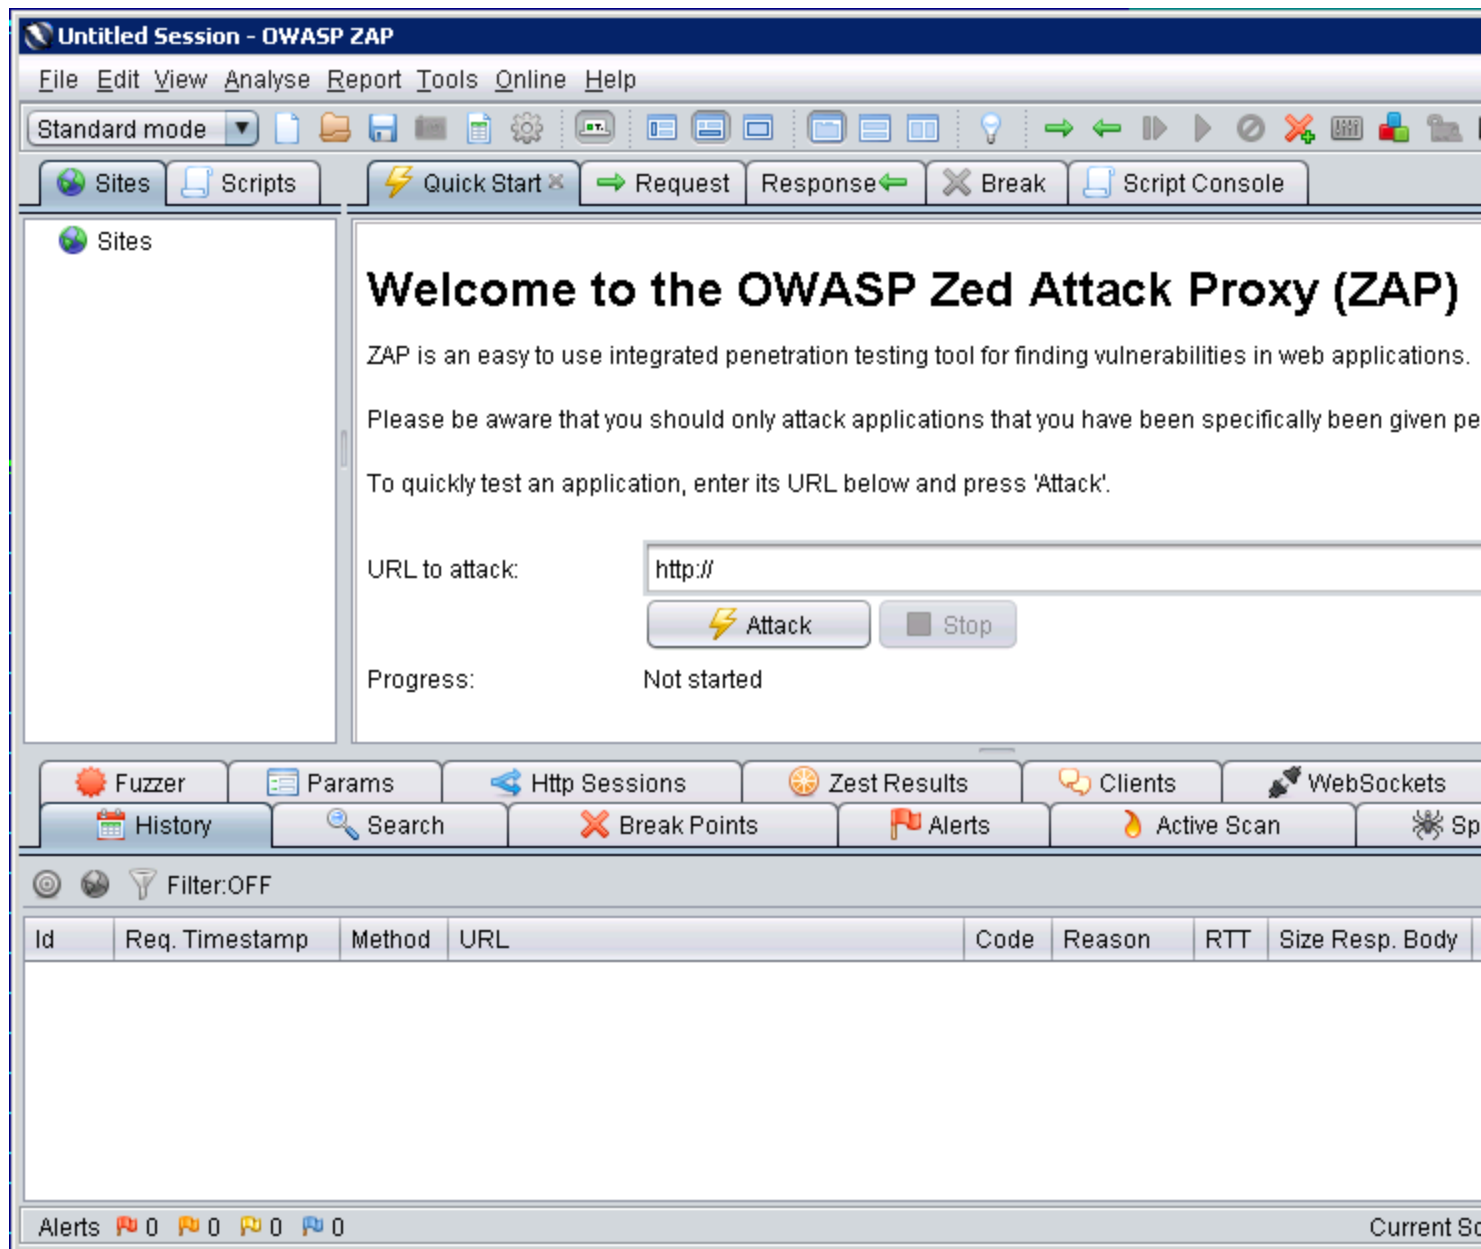 Untitled Session - OWASP ZAP
File Edit View Analyse Report Tools Online Help
Standard mode
Sites Scripts Quick Start Request Response Break Script Console
Sites
Welcome to the OWASP Zed Attack Proxy (ZAP)
ZAP is an easy to use integrated penetration testing tool for finding vulnerabilities in web applications.
Please be aware that you should only attack applications that you have been specifically been given pe
To quickly test an application, enter its URL below and press 'Attack'.
URL to attack: http://
Attack Stop
Progress: Not started
Fuzzer Params Http Sessions Zest Results Clients WebSockets
History Search Break Points Alerts Active Scan Sp
Filter:OFF
Id Req. Timestamp Method URL Code Reason RTT Size Resp. Body
Alerts 0 0 0 0 Current Sc